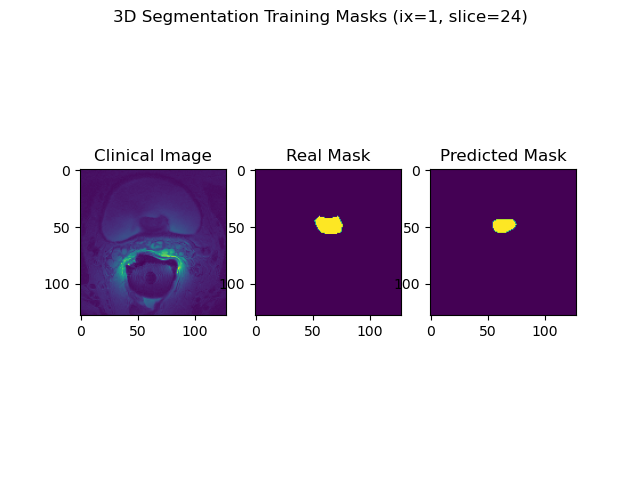 3D Segmentation Training Masks (ix=1, slice=24)
Clinical Image Real Mask Predicted Mask
0 0 0
50 50 50
100 100 100
0 50 100 0 50 100 0 50 100